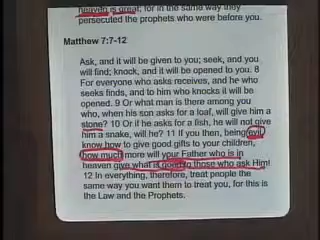 heaven is great; for in the same way they
persecuted the prophets who were before you.
Matthew 7:7-12
Ask, and it will be given to you; seek, and you
will find; knock, and it will be opened to you. 8
For everyone who asks receives, and he who
seeks finds, and to him who knocks it will be
opened. 9 Or what man is there among you
who, when his son asks for a loaf, will give him a
stone? 10 Or if he asks for a fish, he will not give
him a snake, will he? 11 If you then, being evil,
know how to give good gifts to your children,
how much more will your Father who is in
heaven give what is good to those who ask Him!
12 In everything, therefore, treat people the
same way you want them to treat you, for this is
the Law and the Prophets.